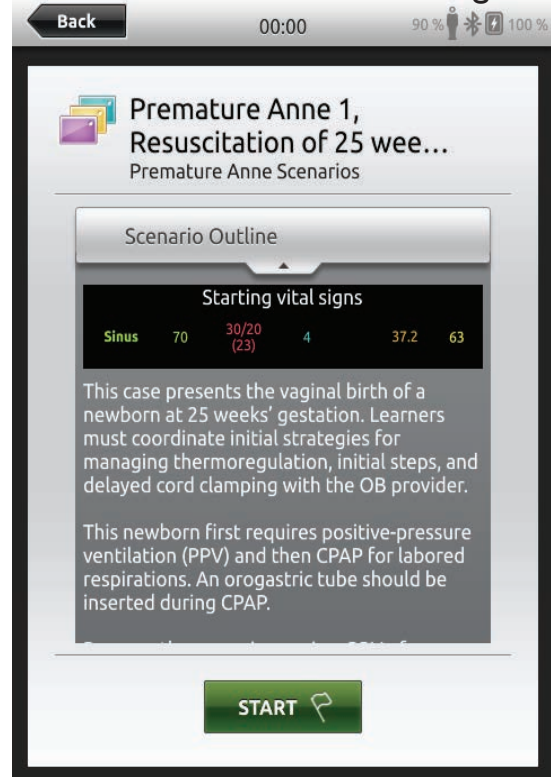 Back
00:00
90 %
100 %
Premature Anne 1,
Resuscitation of 25 wee...
Premature Anne Scenarios
Scenario Outline
Starting vital signs
Sinus 70 30/20 4 37.2 63
(23)
This case presents the vaginal birth of a
newborn at 25 weeks’ gestation. Learners
must coordinate initial strategies for
managing thermoregulation, initial steps, and
delayed cord clamping with the OB provider.
This newborn first requires positive-pressure
ventilation (PPV) and then CPAP for labored
respirations. An orogastric tube should be
inserted during CPAP.
START